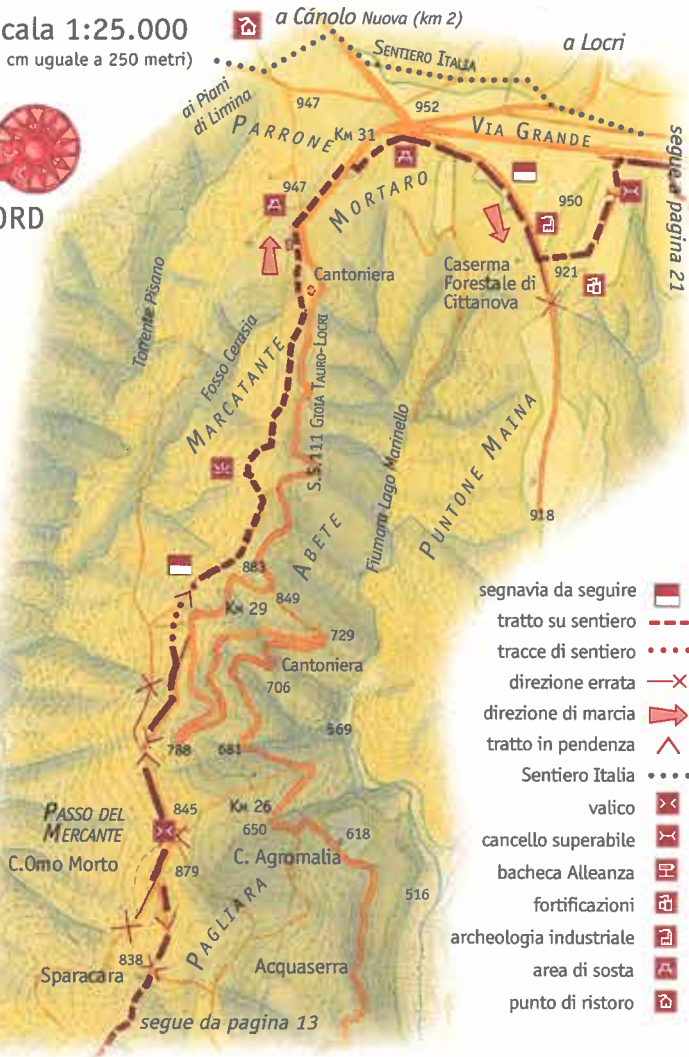 cala 1:25.000
cm uguale a 250 metri)
ORD
a Cánolo Nuova (km 2)
SENTIERO ITALIA
a Locri
ai Piani
di Limina
947
952
PARRONE
KM 31
VIA GRANDE
segue a pagina 21
947
MORTARO
950
Cantoniera
Caserma
Forestale di
Cittanova
921
Torrente Pisano
Fosso Cerasia
MARCATANTE
S.S.111 GIOIA TAURO-LOCRI
Fiumara Lago Marinello
PUNTONE MAINA
918
ABETE
883
849
KM 29
729
Cantoniera
706
569
788
681
PASSO DEL
MERCANTE
845
KM 26
650
618
C.Omo Morto
879
C. Agromalia
516
PAGLIARA
838
Sparacara
Acquaserra
segue da pagina 13
segnavia da seguire
tratto su sentiero
tracce di sentiero
direzione errata
direzione di marcia
tratto in pendenza
Sentiero Italia
valico
cancello superabile
bacheca Alleanza
fortificazioni
archeologia industriale
area di sosta
punto di ristoro